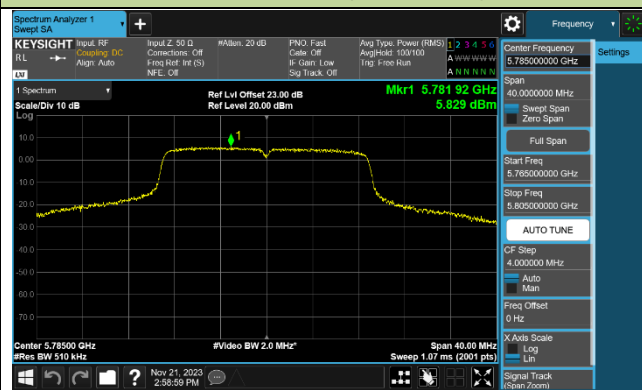 Spectrum Analyzer 1
Swept SA
+
Frequency
KEYSIGHT
RL
LXI
Input: RF
Coupling: DC
Align: Auto
Input Z: 50 Ω
Corrections: Off
Freq Ref: Int (S)
NFE: Off
#Atten: 20 dB
PNO: Fast
Gate: Off
IF Gain: Low
Sig Track: Off
Avg Type: Power (RMS)
Avg|Hold: 100/100
Trig: Free Run
1 2 3 4 5 6
A W W W W W
A N N N N N
1 Spectrum
Scale/Div 10 dB
Ref Lvl Offset 23.00 dB
Ref Level 20.00 dBm
Mkr1 5.781 92 GHz
5.829 dBm
Log
1
10.0
0.00
-10.0
-20.0
-30.0
-40.0
-50.0
-60.0
-70.0
Center 5.78500 GHz
#Res BW 510 kHz
#Video BW 2.0 MHz*
Span 40.00 MHz
Sweep 1.07 ms (2001 pts)
Nov 21, 2023
2:58:59 PM
Center Frequency
5.785000000 GHz
Settings
Span
40.0000000 MHz
Swept Span
Zero Span
Full Span
Start Freq
5.765000000 GHz
Stop Freq
5.805000000 GHz
AUTO TUNE
CF Step
4.000000 MHz
Auto
Man
Freq Offset
0 Hz
X Axis Scale
Log
Lin
Signal Track
(Span Zoom)